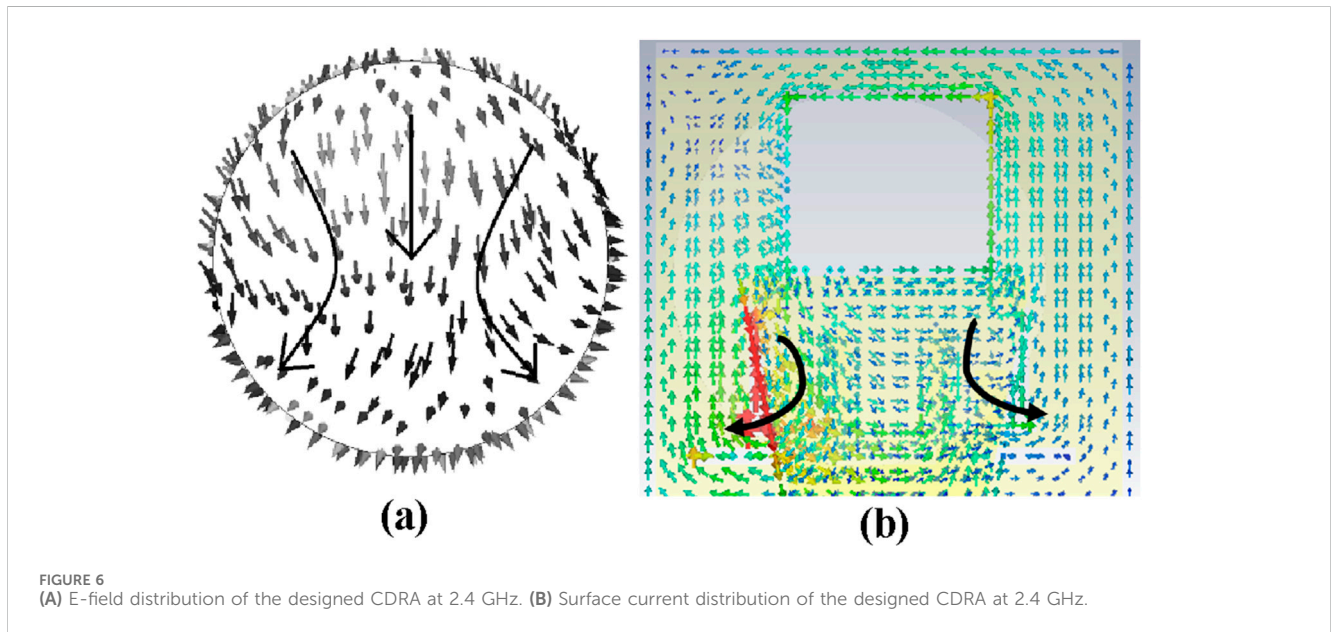 (a)
(b)
FIGURE 6
(A) E-field distribution of the designed CDRA at 2.4 GHz. (B) Surface current distribution of the designed CDRA at 2.4 GHz.